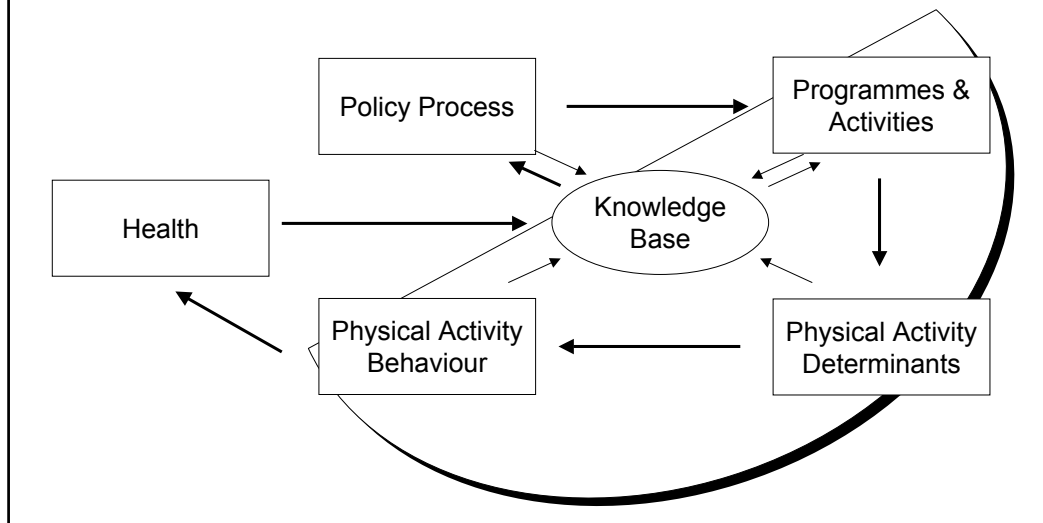 Policy Process
Programmes &
Activities
Health
Knowledge
Base
Physical Activity
Behaviour
Physical Activity
Determinants